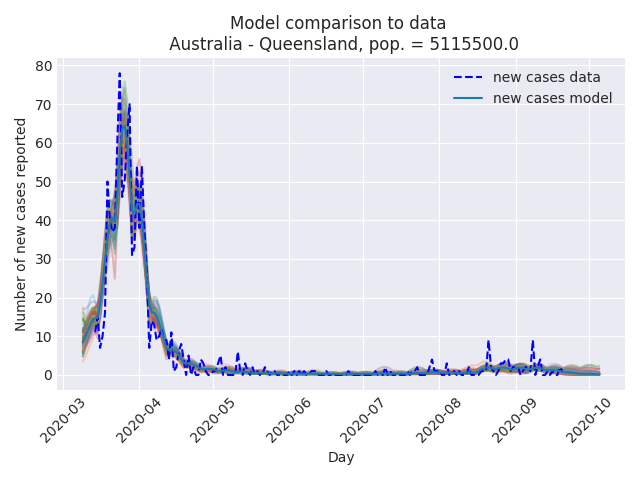 Model comparison to data
Australia - Queensland, pop. = 5115500.0
new cases data
new cases model
Number of new cases reported
80
70
60
50
40
30
20
10
0
2020-03
2020-04
2020-05
2020-06
2020-07
2020-08
2020-09
2020-10
Day